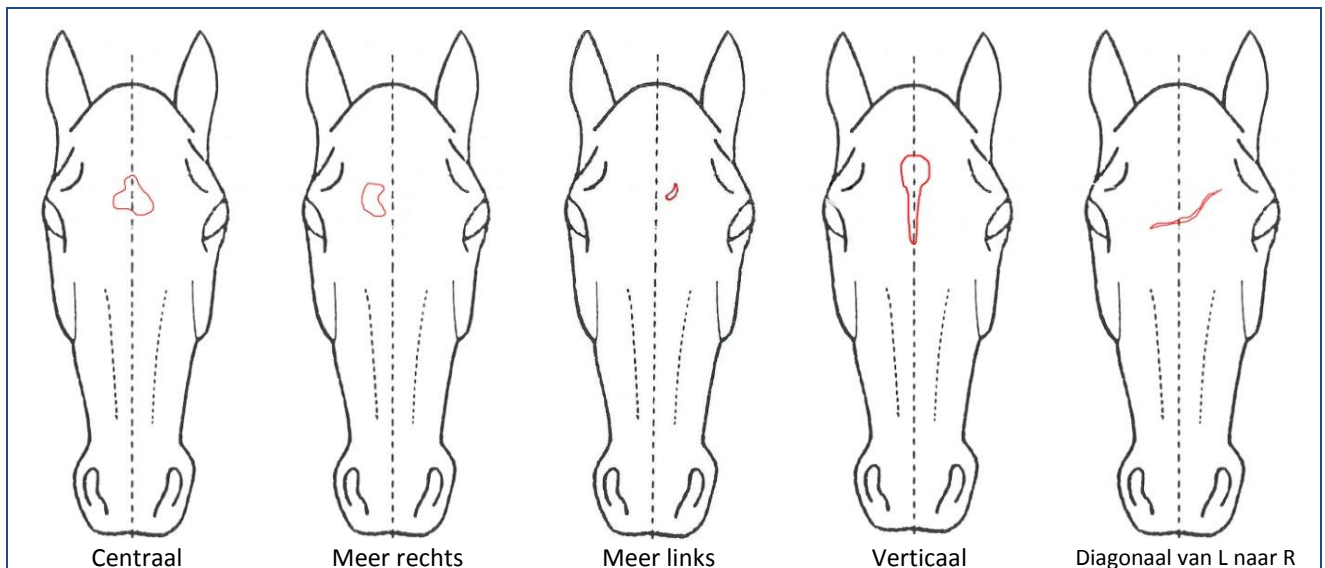 Centraal
Meer rechts
Meer links
Verticaal
Diagonaal van L naar R